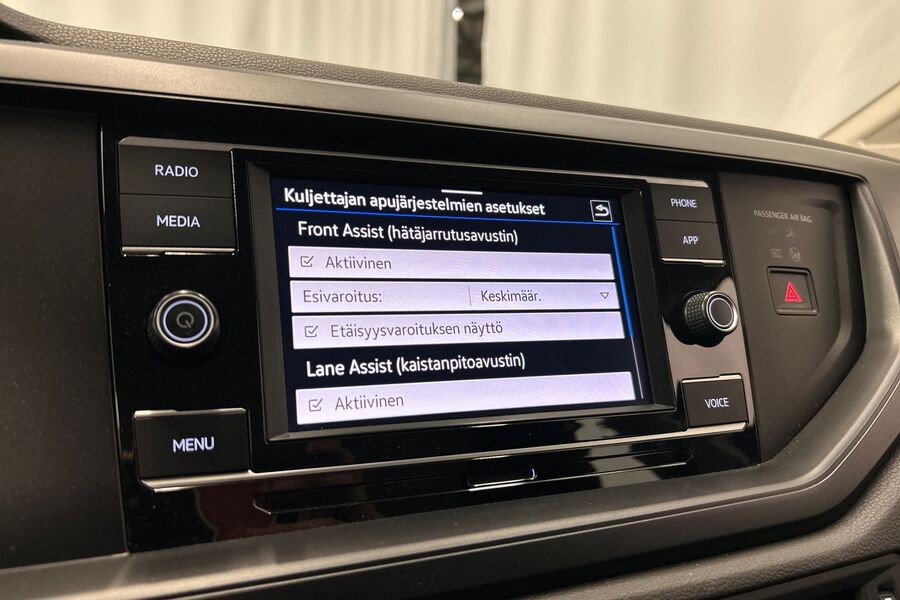 RADIO
MEDIA
MENU
Kuljettajan apujärjestelmien asetukset
Front Assist (hätäjarrutusavustin)
Aktiivinen
Esivaroitus: Keskimäär.
Etäisyysvaroituksen näyttö
Lane Assist (kaistanpitoavustin)
Aktiivinen
PHONE
APP
VOICE
PASSENGER AIR BAG